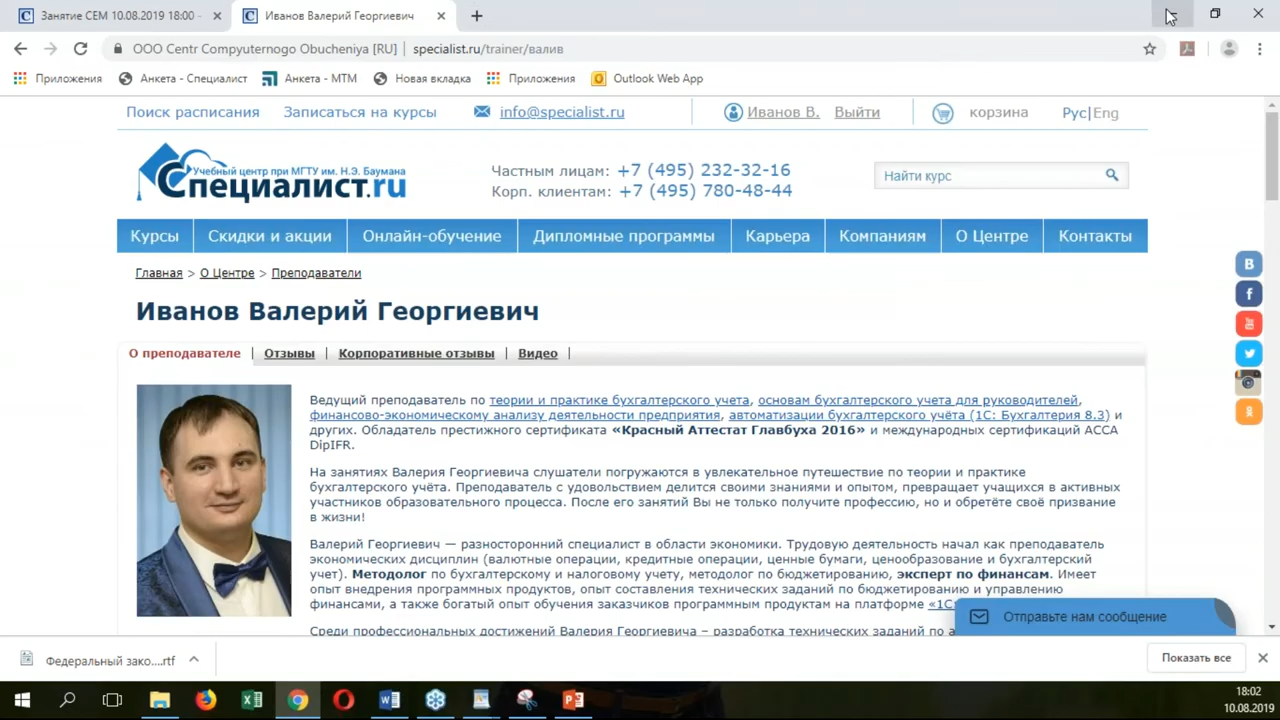 Занятие СЕМ 10.08.2019 18:00 -
Иванов Валерий Георгиевич
ООО Centr Compyuternogo Obucheniya [RU] | specialist.ru/trainer/валив
Приложения
Анкета - Специалист
Анкета - МТМ
Новая вкладка
Приложения
Outlook Web App
Поиск расписания
Записаться на курсы
info@specialist.ru
Иванов В.
Выйти
корзина
Рус|Eng
Учебный центр при МГТУ им. Н.Э. Баумана
Специалист.ru
Частным лицам: +7 (495) 232-32-16
Корп. клиентам: +7 (495) 780-48-44
Найти курс
Курсы
Скидки и акции
Онлайн-обучение
Дипломные программы
Карьера
Компаниям
О Центре
Контакты
Главная > О Центре > Преподаватели
Иванов Валерий Георгиевич
О преподавателе | Отзывы | Корпоративные отзывы | Видео |
Ведущий преподаватель по теории и практике бухгалтерского учета, основам бухгалтерского учета для руководителей,
финансово-экономическому анализу деятельности предприятия, автоматизации бухгалтерского учёта (1С: Бухгалтерия 8.3) и
других. Обладатель престижного сертификата «Красный Аттестат Главбуха 2016» и международных сертификаций ACCA
DipIFR.
На занятиях Валерия Георгиевича слушатели погружаются в увлекательное путешествие по теории и практике
бухгалтерского учёта. Преподаватель с удовольствием делится своими знаниями и опытом, превращает учащихся в активных
участников образовательного процесса. После его занятий Вы не только получите профессию, но и обретёте своё призвание
в жизни!
Валерий Георгиевич — разносторонний специалист в области экономики. Трудовую деятельность начал как преподаватель
экономических дисциплин (валютные операции, кредитные операции, ценные бумаги, ценообразование и бухгалтерский
учет). Методолог по бухгалтерскому и налоговому учету, методолог по бюджетированию, эксперт по финансам. Имеет
опыт внедрения программных продуктов, опыт составления технических заданий по бюджетированию и управлению
финансами, а также богатый опыт обучения заказчиков программным продуктам на платформе «1С:
Среди профессиональных достижений Валерия Георгиевича – разработка технических заданий по
Отправьте нам сообщение
Федеральный зако....rtf
Показать все
18:02
10.08.2019